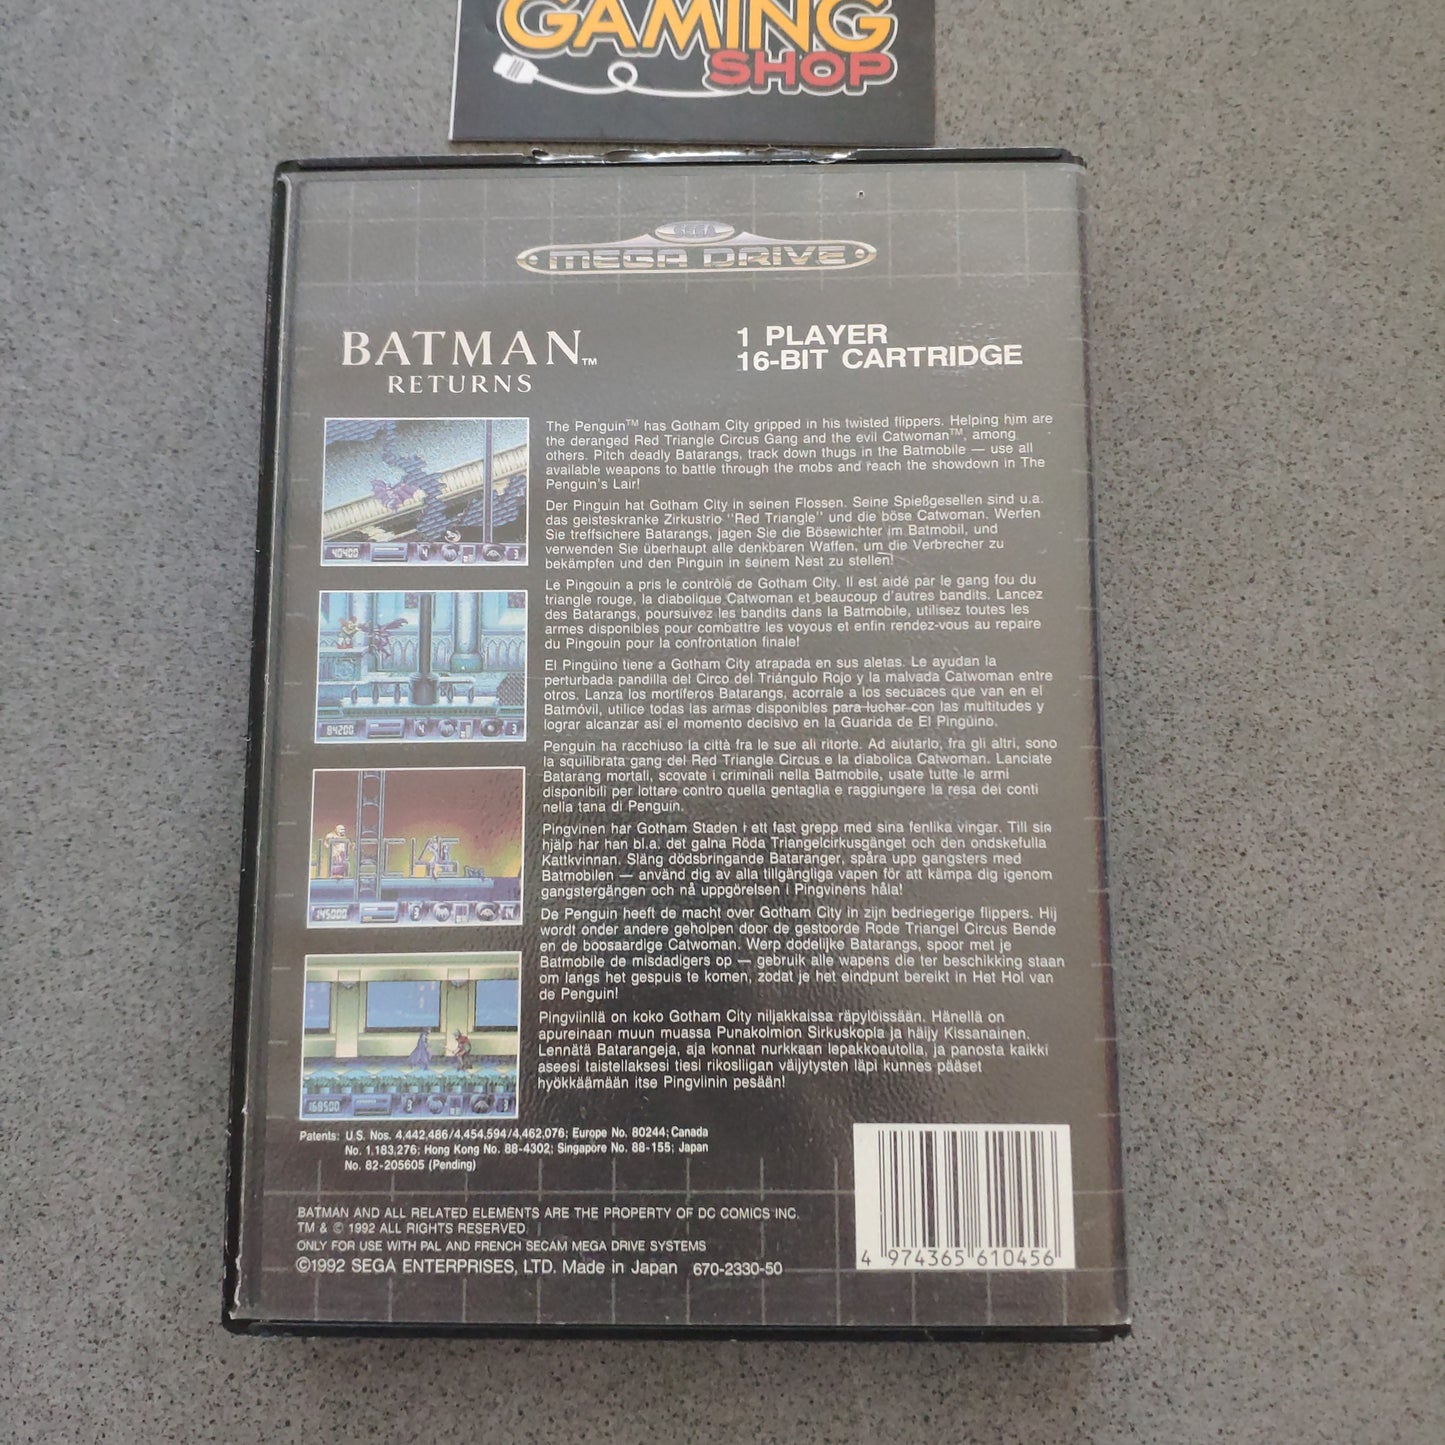 GAMING
SHOP
SEGA
MEGA DRIVE
BATMAN™
RETURNS
1 PLAYER
16-BIT CARTRIDGE
The Penguin™ has Gotham City gripped in his twisted flippers. Helping him are
the deranged Red Triangle Circus Gang and the evil Catwoman™, among
others. Pitch deadly Batarangs, track down thugs in the Batmobile — use all
available weapons to battle through the mobs and reach the showdown in The
Penguin's Lair!
Der Pinguin hat Gotham City in seinen Flossen. Seine Spießgesellen sind u.a.
das geisteskranke Zirkustrio "Red Triangle" und die böse Catwoman. Werfen
Sie treffsichere Batarangs, jagen Sie die Bösewichter im Batmobil, und
verwenden Sie überhaupt alle denkbaren Waffen, um die Verbrecher zu
bekämpfen und den Pinguin in seinem Nest zu stellen!
Le Pingouin a pris le contrôle de Gotham City. Il est aidé par le gang fou du
triangle rouge, la diabolique Catwoman et beaucoup d'autres bandits. Lancez
des Batarangs, poursuivez les bandits dans la Batmobile, utilisez toutes les
armes disponibles pour combattre les voyous et enfin rendez-vous au repaire
du Pingouin pour la confrontation finale!
El Pingüino tiene a Gotham City atrapada en sus aletas. Le ayudan la
perturbada pandilla del Circo del Triángulo Rojo y la malvada Catwoman entre
otros. Lanza los mortíferos Batarangs, acorrale a los secuaces que van en el
Batmóvil, utilice todas las armas disponibles para luchar con las multitudes y
lograr alcanzar así el momento decisivo en la Guarida de El Pingüino.
Penguin ha racchiuso la città fra le sue ali ritorte. Ad aiutarlo, fra gli altri, sono
la squilibrata gang del Red Triangle Circus e la diabolica Catwoman. Lanciate
Batarang mortali, scovate i criminali nella Batmobile, usate tutte le armi
disponibili per lottare contro quella gentaglia e raggiungere la resa dei conti
nella tana di Penguin.
Pingvinen har Gotham Staden i ett fast grepp med sina fenlika vingar. Till sin
hjälp har han bl.a. det galna Röda Triangelcirkusgänget och den ondskefulla
Kattkvinnan. Släng dödsbringande Bataranger, spåra upp gangsters med
Batmobilen — använd dig av alla tillgängliga vapen för att kämpa dig igenom
gangstergängen och nå uppgörelsen i Pingvinens håla!
De Penguin heeft de macht over Gotham City in zijn bedriegerige flippers. Hij
wordt onder andere geholpen door de gestoorde Rode Triangel Circus Bende
en de boosaardige Catwoman. Werp dodelijke Batarangs, spoor met je
Batmobile de misdadigers op — gebruik alle wapens die ter beschikking staan
om langs het gespuis te komen, zodat je het eindpunt bereikt in Het Hol van
de Penguin!
Pingviinllä on koko Gotham City niljakkaissa räpylöissään. Hänellä on
apureinaan muun muassa Punakolmion Sirkuskopla ja häijy Kissanainen.
Lennätä Batarangeja, aja konnat nurkkaan lepakkoautolla, ja panosta kaikki
aseesi taistellaksesi tiesi rikosliigan väijytysten läpi kunnes pääset
hyökkäämään itse Pingviinin pesään!
40400 4 3
84200 4 3
145000 3 14
168500 3 3
Patents: U.S. Nos. 4,442,486/4,454,594/4,462,076; Europe No. 80244; Canada
No. 1,183,276; Hong Kong No. 88-4302; Singapore No. 88-155; Japan
No. 82-205605 (Pending)
BATMAN AND ALL RELATED ELEMENTS ARE THE PROPERTY OF DC COMICS INC.
TM & © 1992 ALL RIGHTS RESERVED
ONLY FOR USE WITH PAL AND FRENCH SECAM MEGA DRIVE SYSTEMS
©1992 SEGA ENTERPRISES, LTD. Made in Japan 670-2330-50
4 974365 610456